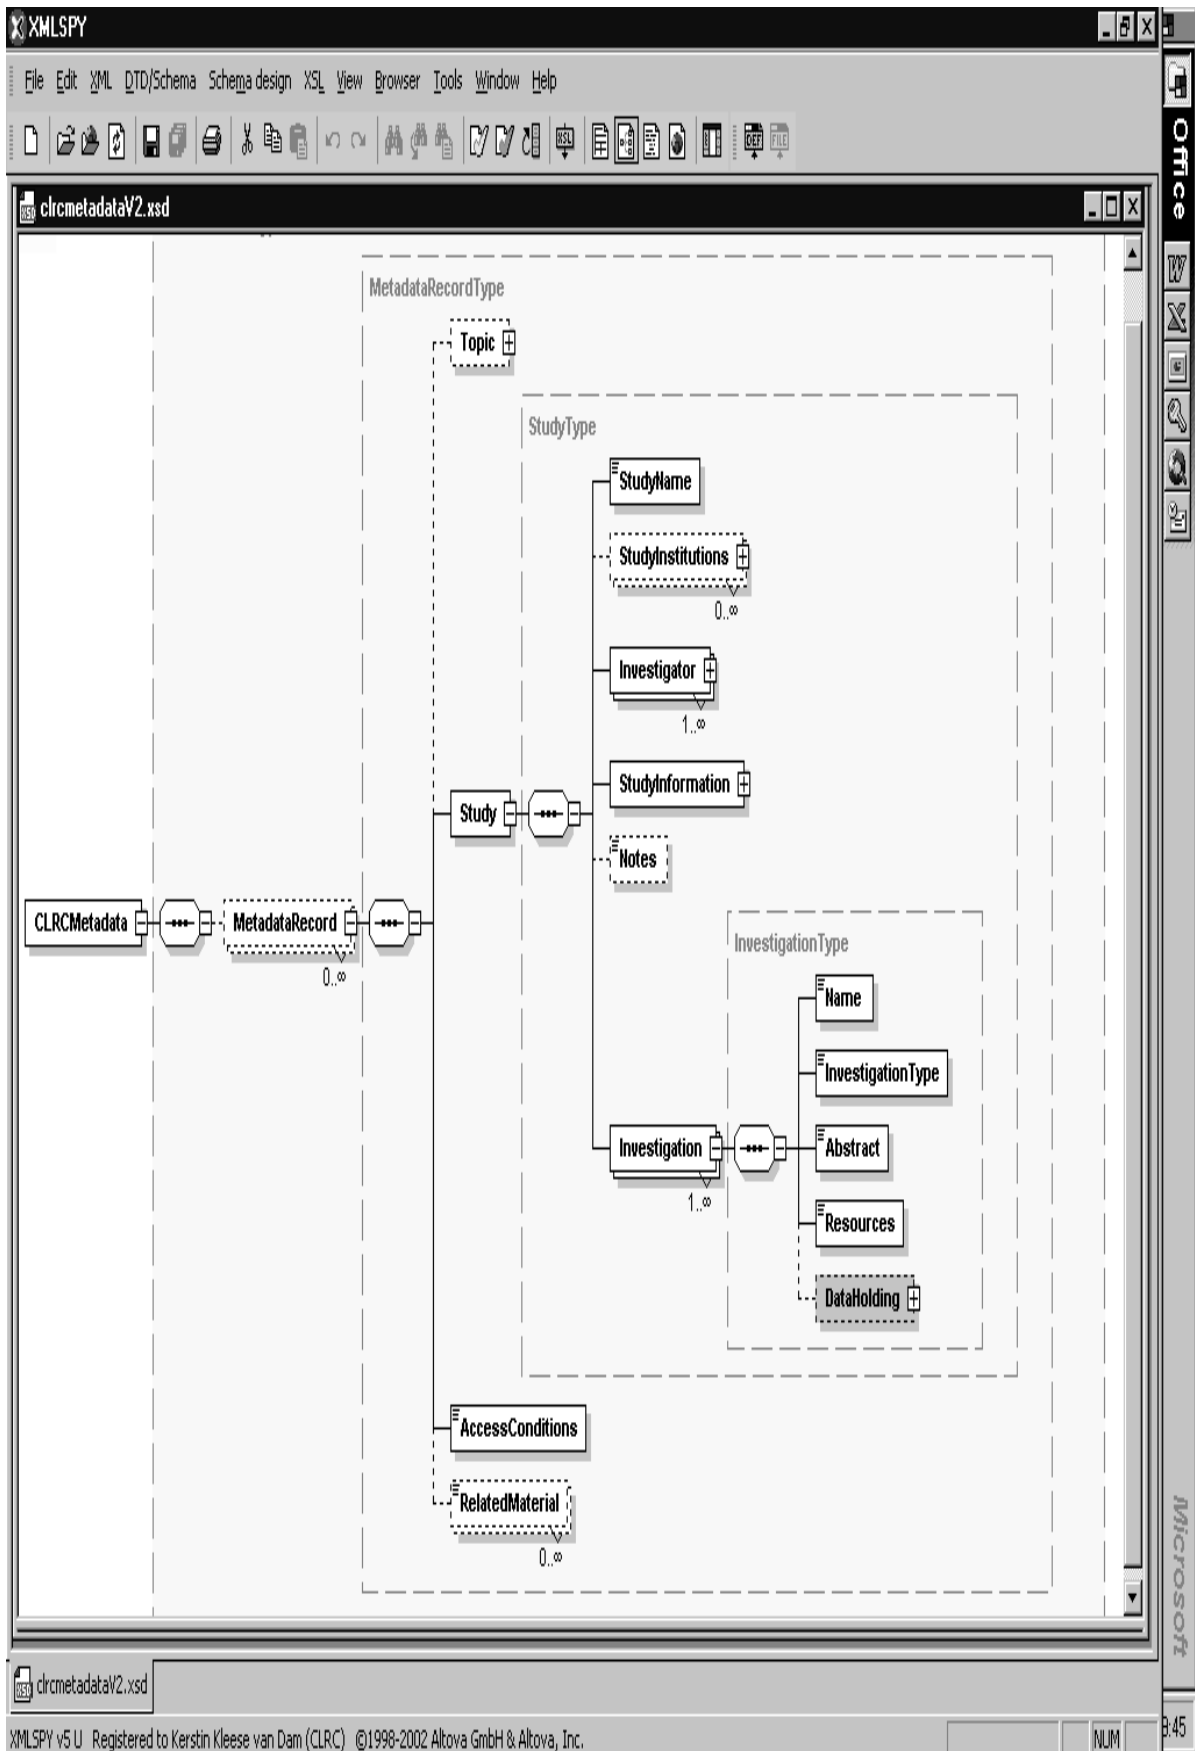 XMLSPY
File Edit XML DTD/Schema Schema design XSL View Browser Tools Window Help
Office
clrcmetadataV2.xsd
MetadataRecordType
Topic
StudyType
StudyName
StudyInstitutions
0..∞
Investigator
1..∞
StudyInformation
Study
Notes
CLRCMetadata
MetadataRecord
0..∞
InvestigationType
Name
InvestigationType
Investigation
1..∞
Abstract
Resources
DataHolding
AccessConditions
RelatedMaterial
0..∞
Microsoft
clrcmetadataV2.xsd
XMLSPY v5 U Registered to Kerstin Kleese van Dam (CLRC) ©1998-2002 Altova GmbH & Altova, Inc.
NUM
:45